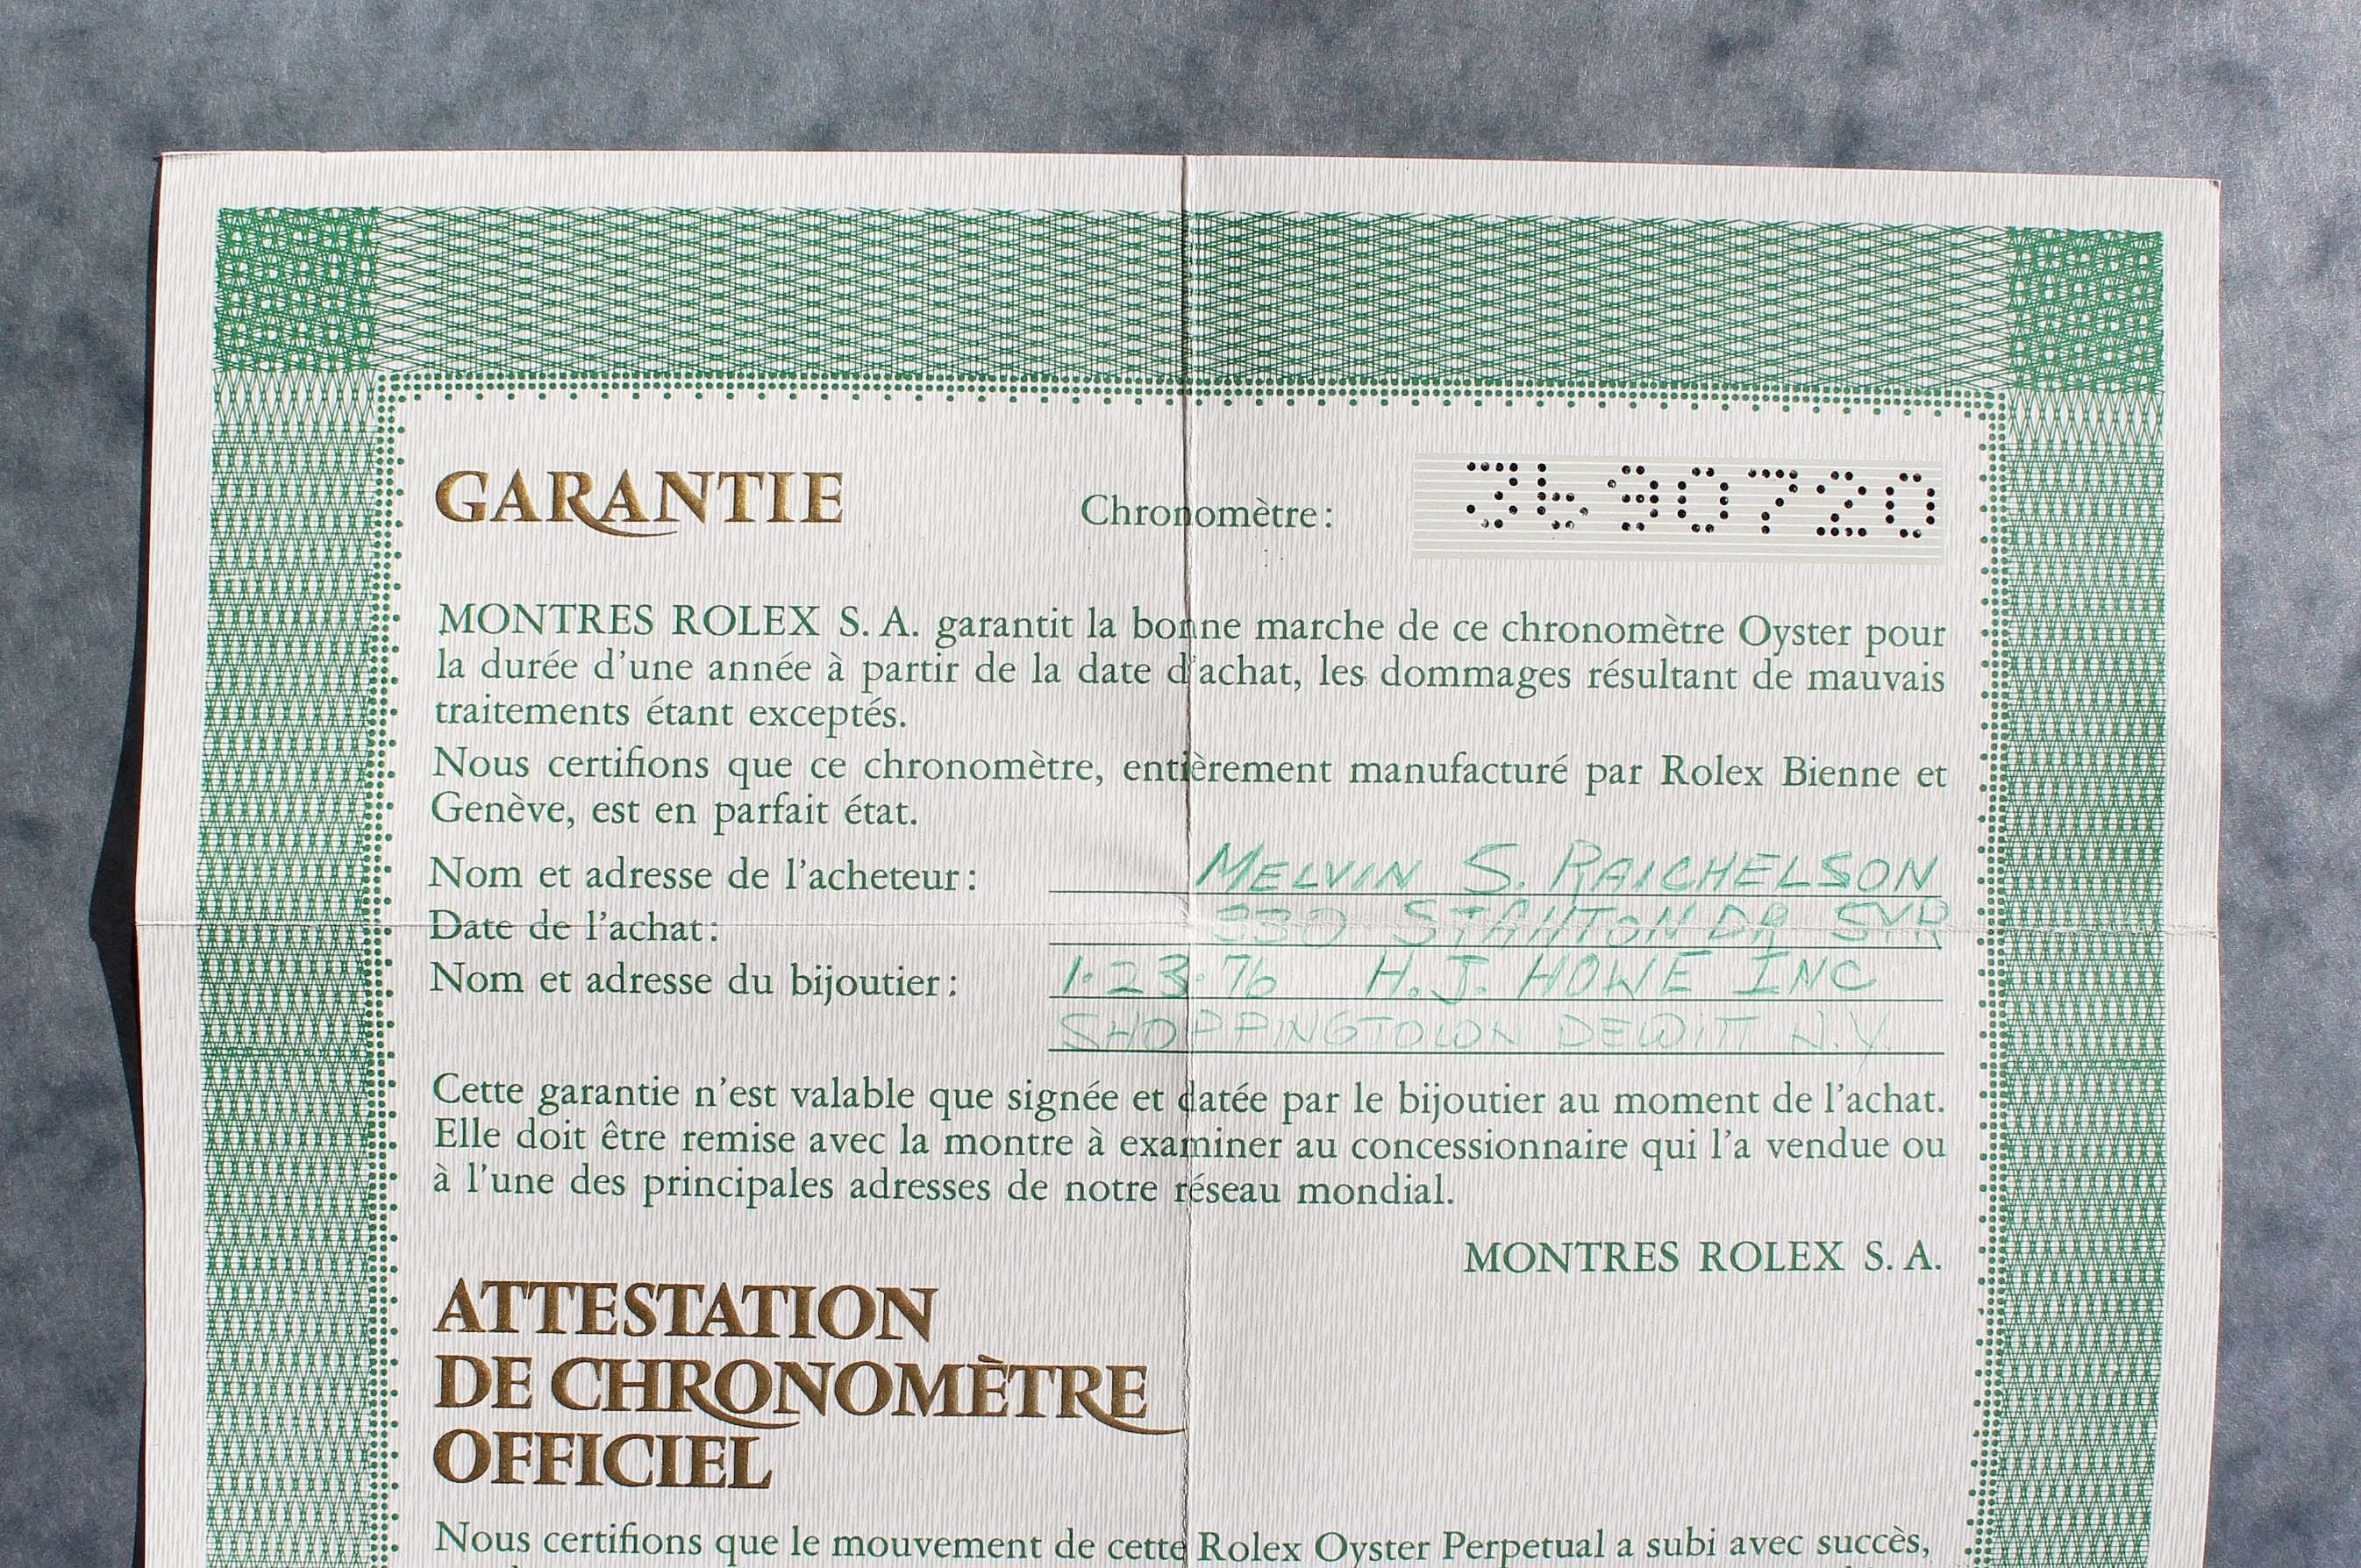 GARANTIE Chronomètre: 3690720
MONTRES ROLEX S. A. garantit la bonne marche de ce chronomètre Oyster pour
la durée d'une année à partir de la date d'achat, les dommages résultant de mauvais
traitements étant exceptés.
Nous certifions que ce chronomètre, entièrement manufacturé par Rolex Bienne et
Genève, est en parfait état.
Nom et adresse de l'acheteur: MELVIN S. RAICHELSON
Date de l'achat: STANTON DR SYR
Nom et adresse du bijoutier: 1·23·76 H. J. HOWE INC
SHOPPINGTOWN DEWITT N.Y.
Cette garantie n'est valable que signée et datée par le bijoutier au moment de l'achat.
Elle doit être remise avec la montre à examiner au concessionnaire qui l'a vendue ou
à l'une des principales adresses de notre réseau mondial.
MONTRES ROLEX S. A.
ATTESTATION
DE CHRONOMÈTRE
OFFICIEL
Nous certifions que le mouvement de cette Rolex Oyster Perpetual a subi avec succès,